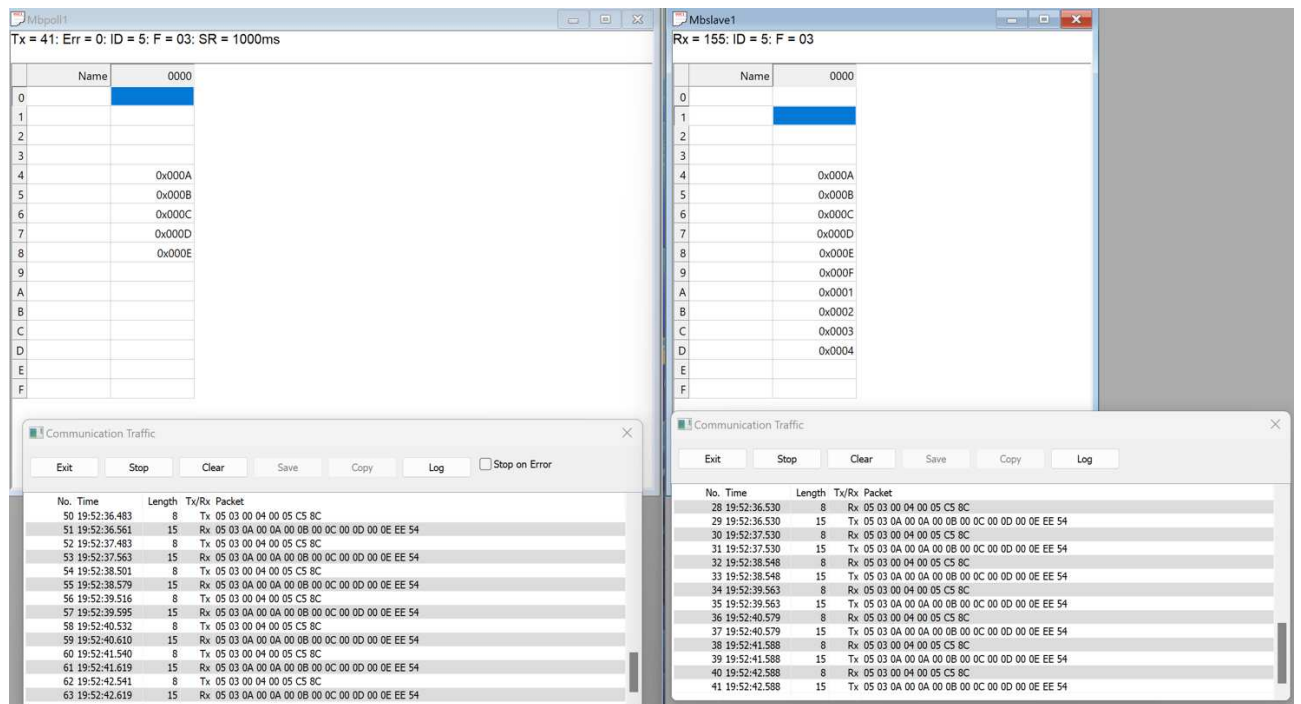 Mbpoll1
Tx = 41: Err = 0: ID = 5: F = 03: SR = 1000ms
Name 0000
0
1
2
3
4 0x000A
5 0x000B
6 0x000C
7 0x000D
8 0x000E
9
A
B
C
D
E
F
Communication Traffic
Exit Stop Clear Save Copy Log Stop on Error
No. Time Length Tx/Rx Packet
50 19:52:36.483 8 Tx 05 03 00 04 00 05 C5 8C
51 19:52:36.561 15 Rx 05 03 0A 00 0A 00 0B 00 0C 00 0D 00 0E EE 54
52 19:52:37.483 8 Tx 05 03 00 04 00 05 C5 8C
53 19:52:37.563 15 Rx 05 03 0A 00 0A 00 0B 00 0C 00 0D 00 0E EE 54
54 19:52:38.501 8 Tx 05 03 00 04 00 05 C5 8C
55 19:52:38.579 15 Rx 05 03 0A 00 0A 00 0B 00 0C 00 0D 00 0E EE 54
56 19:52:39.516 8 Tx 05 03 00 04 00 05 C5 8C
57 19:52:39.595 15 Rx 05 03 0A 00 0A 00 0B 00 0C 00 0D 00 0E EE 54
58 19:52:40.532 8 Tx 05 03 00 04 00 05 C5 8C
59 19:52:40.610 15 Rx 05 03 0A 00 0A 00 0B 00 0C 00 0D 00 0E EE 54
60 19:52:41.540 8 Tx 05 03 00 04 00 05 C5 8C
61 19:52:41.619 15 Rx 05 03 0A 00 0A 00 0B 00 0C 00 0D 00 0E EE 54
62 19:52:42.541 8 Tx 05 03 00 04 00 05 C5 8C
63 19:52:42.619 15 Rx 05 03 0A 00 0A 00 0B 00 0C 00 0D 00 0E EE 54
Mbslave1
Rx = 155: ID = 5: F = 03
Name 0000
0
1
2
3
4 0x000A
5 0x000B
6 0x000C
7 0x000D
8 0x000E
9 0x000F
A 0x0001
B 0x0002
C 0x0003
D 0x0004
E
F
Communication Traffic
Exit Stop Clear Save Copy Log
No. Time Length Tx/Rx Packet
28 19:52:36.530 8 Rx 05 03 00 04 00 05 C5 8C
29 19:52:36.530 15 Tx 05 03 0A 00 0A 00 0B 00 0C 00 0D 00 0E EE 54
30 19:52:37.530 8 Rx 05 03 00 04 00 05 C5 8C
31 19:52:37.530 15 Tx 05 03 0A 00 0A 00 0B 00 0C 00 0D 00 0E EE 54
32 19:52:38.548 8 Rx 05 03 00 04 00 05 C5 8C
33 19:52:38.548 15 Tx 05 03 0A 00 0A 00 0B 00 0C 00 0D 00 0E EE 54
34 19:52:39.563 8 Rx 05 03 00 04 00 05 C5 8C
35 19:52:39.563 15 Tx 05 03 0A 00 0A 00 0B 00 0C 00 0D 00 0E EE 54
36 19:52:40.579 8 Rx 05 03 00 04 00 05 C5 8C
37 19:52:40.579 15 Tx 05 03 0A 00 0A 00 0B 00 0C 00 0D 00 0E EE 54
38 19:52:41.588 8 Rx 05 03 00 04 00 05 C5 8C
39 19:52:41.588 15 Tx 05 03 0A 00 0A 00 0B 00 0C 00 0D 00 0E EE 54
40 19:52:42.588 8 Rx 05 03 00 04 00 05 C5 8C
41 19:52:42.588 15 Tx 05 03 0A 00 0A 00 0B 00 0C 00 0D 00 0E EE 54